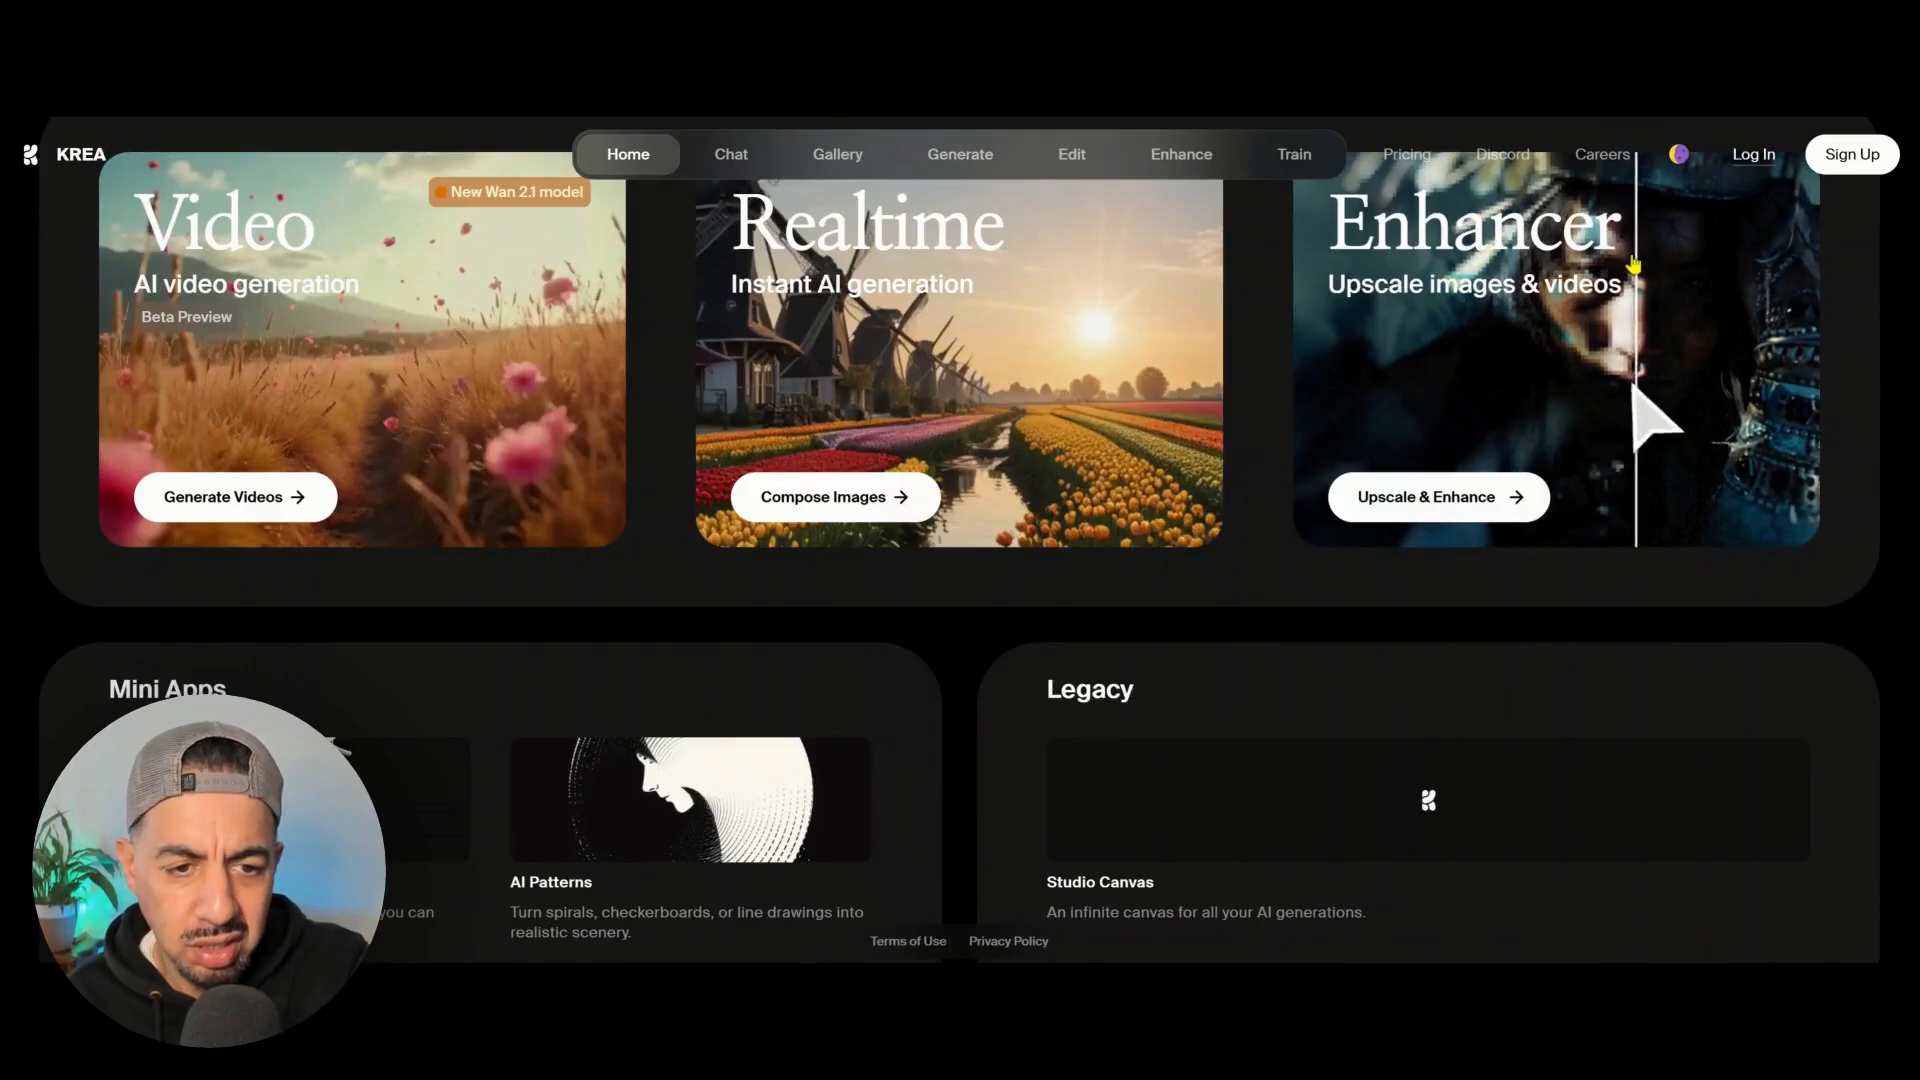 KREA
Home
Chat
Gallery
Generate
Edit
Enhance
Train
Pricing
Discord
Careers
Log In
Sign Up
New Wan 2.1 model
Video
AI video generation
Beta Preview
Generate Videos
Realtime
Instant AI generation
Compose Images
Enhancer
Upscale images & videos
Upscale & Enhance
Mini Apps
you can
AI Patterns
Turn spirals, checkerboards, or line drawings into
realistic scenery.
Legacy
Studio Canvas
An infinite canvas for all your AI generations.
Terms of Use
Privacy Policy